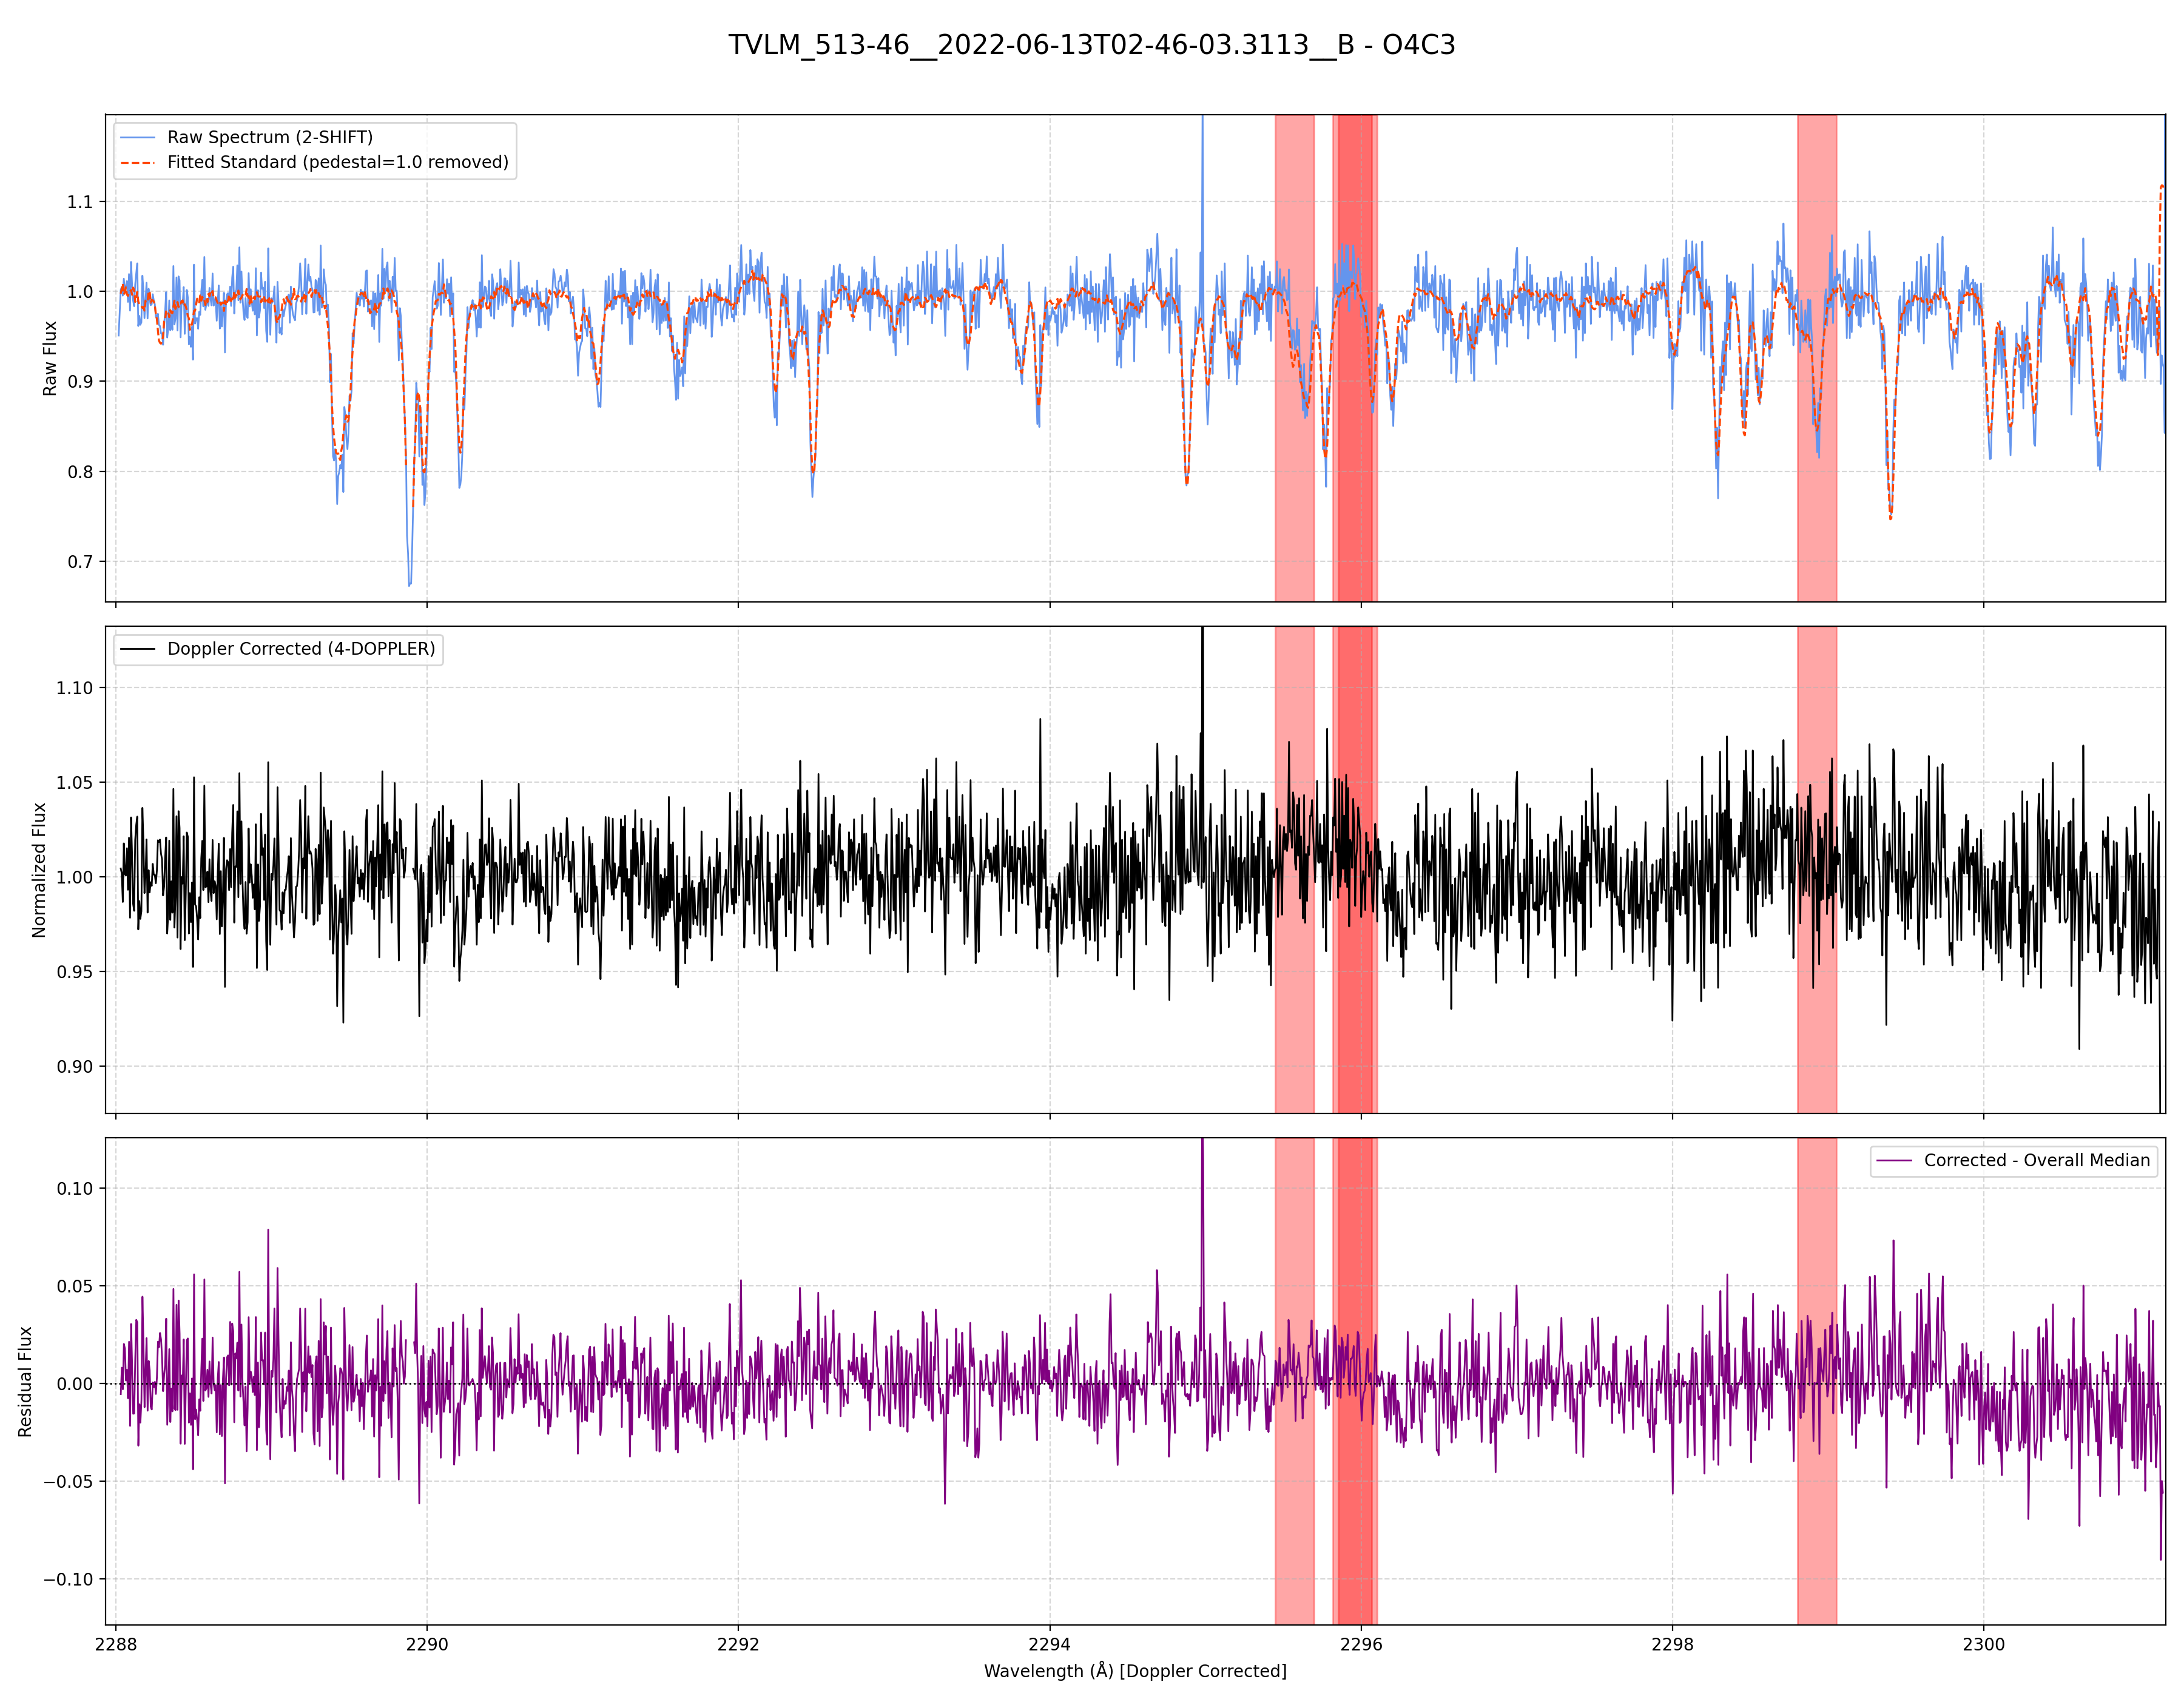 TVLM_513-46__2022-06-13T02-46-03.3113__B - O4C3
Raw Spectrum (2-SHIFT)
Fitted Standard (pedestal=1.0 removed)
Raw Flux
1.1
1.0
0.9
0.8
0.7
Doppler Corrected (4-DOPPLER)
Normalized Flux
1.10
1.05
1.00
0.95
0.90
Corrected - Overall Median
Residual Flux
0.10
0.05
0.00
−0.05
−0.10
2288 2290 2292 2294 2296 2298 2300
Wavelength (Å) [Doppler Corrected]